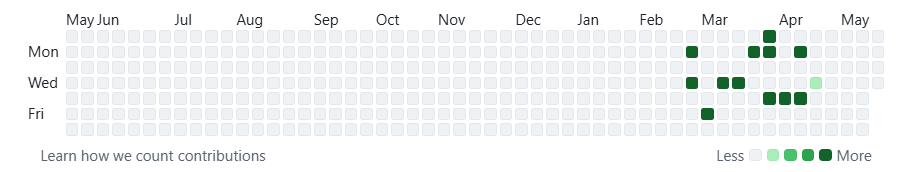 May Jun Jul Aug Sep Oct Nov Dec Jan Feb Mar Apr May
Mon
Wed
Fri
Learn how we count contributions Less More